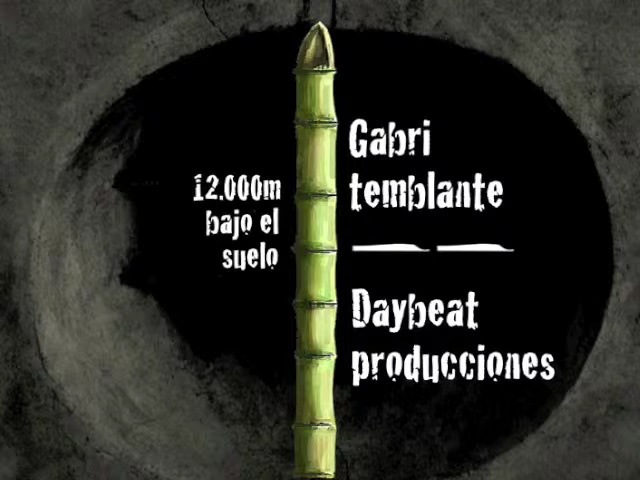 12.000m
bajo el
suelo
Gabri
temblante
Daybeat
producciones